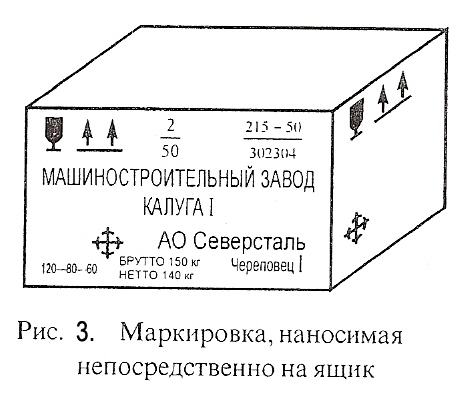 2 215 – 50
50 302304
МАШИНОСТРОИТЕЛЬНЫЙ ЗАВОД
КАЛУГА I
АО Северсталь
120–80–60 БРУТТО 150 кг Череповец I
НЕТТО 140 кг
Рис. 3. Маркировка, наносимая
непосредственно на ящик